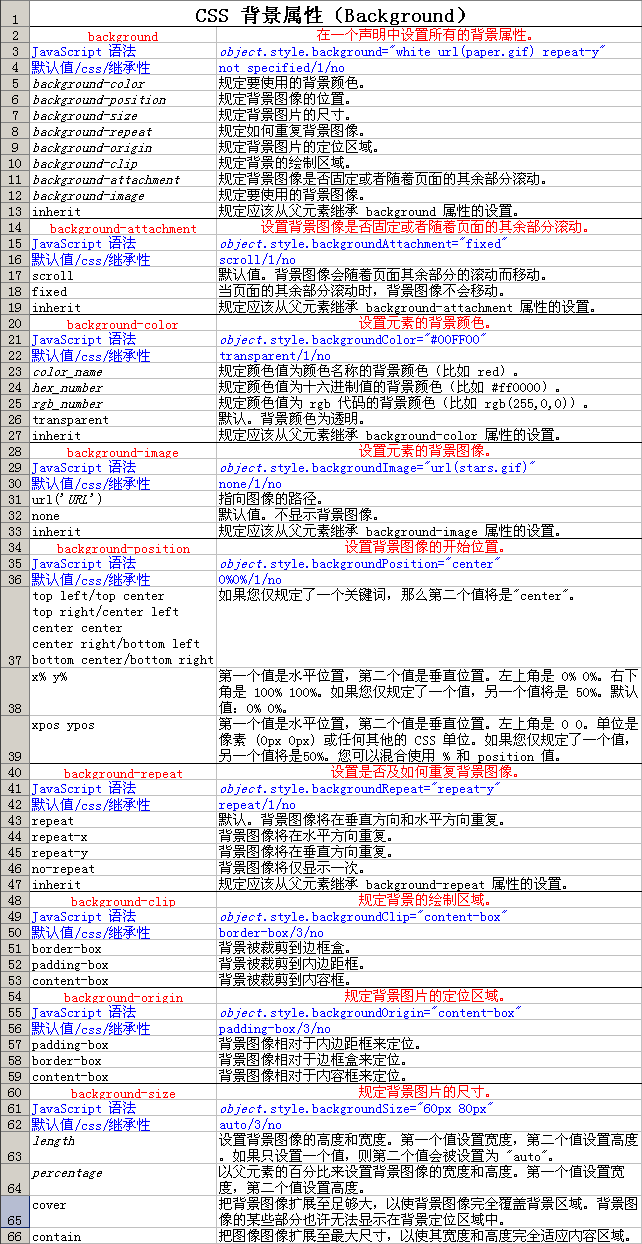 1 CSS 背景属性（Background）
2 background 在一个声明中设置所有的背景属性。
3 JavaScript 语法 object.style.background="white url(paper.gif) repeat-y"
4 默认值/css/继承性 not specified/1/no
5 background-color 规定要使用的背景颜色。
6 background-position 规定背景图像的位置。
7 background-size 规定背景图片的尺寸。
8 background-repeat 规定如何重复背景图像。
9 background-origin 规定背景图片的定位区域。
10 background-clip 规定背景的绘制区域。
11 background-attachment 规定背景图像是否固定或者随着页面的其余部分滚动。
12 background-image 规定要使用的背景图像。
13 inherit 规定应该从父元素继承 background 属性的设置。
14 background-attachment 设置背景图像是否固定或者随着页面的其余部分滚动。
15 JavaScript 语法 object.style.backgroundAttachment="fixed"
16 默认值/css/继承性 scroll/1/no
17 scroll 默认值。背景图像会随着页面其余部分的滚动而移动。
18 fixed 当页面的其余部分滚动时，背景图像不会移动。
19 inherit 规定应该从父元素继承 background-attachment 属性的设置。
20 background-color 设置元素的背景颜色。
21 JavaScript 语法 object.style.backgroundColor="#00FF00"
22 默认值/css/继承性 transparent/1/no
23 color_name 规定颜色值为颜色名称的背景颜色（比如 red）。
24 hex_number 规定颜色值为十六进制值的背景颜色（比如 #ff0000）。
25 rgb_number 规定颜色值为 rgb 代码的背景颜色（比如 rgb(255,0,0)）。
26 transparent 默认。背景颜色为透明。
27 inherit 规定应该从父元素继承 background-color 属性的设置。
28 background-image 设置元素的背景图像。
29 JavaScript 语法 object.style.backgroundImage="url(stars.gif)"
30 默认值/css/继承性 none/1/no
31 url('URL') 指向图像的路径。
32 none 默认值。不显示背景图像。
33 inherit 规定应该从父元素继承 background-image 属性的设置。
34 background-position 设置背景图像的开始位置。
35 JavaScript 语法 object.style.backgroundPosition="center"
36 默认值/css/继承性 0%0%/1/no
top left/top center 如果您仅规定了一个关键词，那么第二个值将是"center"。
top right/center left
center center
center right/bottom left
37 bottom center/bottom right
x% y% 第一个值是水平位置，第二个值是垂直位置。左上角是 0% 0%。右下
角是 100% 100%。如果您仅规定了一个值，另一个值将是 50%。默认
38 值：0% 0%。
xpos ypos 第一个值是水平位置，第二个值是垂直位置。左上角是 0 0。单位是
像素 (0px 0px) 或任何其他的 CSS 单位。如果您仅规定了一个值，
39 另一个值将是50%。您可以混合使用 % 和 position 值。
40 background-repeat 设置是否及如何重复背景图像。
41 JavaScript 语法 object.style.backgroundRepeat="repeat-y"
42 默认值/css/继承性 repeat/1/no
43 repeat 默认。背景图像将在垂直方向和水平方向重复。
44 repeat-x 背景图像将在水平方向重复。
45 repeat-y 背景图像将在垂直方向重复。
46 no-repeat 背景图像将仅显示一次。
47 inherit 规定应该从父元素继承 background-repeat 属性的设置。
48 background-clip 规定背景的绘制区域。
49 JavaScript 语法 object.style.backgroundClip="content-box"
50 默认值/css/继承性 border-box/3/no
51 border-box 背景被裁剪到边框盒。
52 padding-box 背景被裁剪到内边距框。
53 content-box 背景被裁剪到内容框。
54 background-origin 规定背景图片的定位区域。
55 JavaScript 语法 object.style.backgroundOrigin="content-box"
56 默认值/css/继承性 padding-box/3/no
57 padding-box 背景图像相对于内边距框来定位。
58 border-box 背景图像相对于边框盒来定位。
59 content-box 背景图像相对于内容框来定位。
60 background-size 规定背景图片的尺寸。
61 JavaScript 语法 object.style.backgroundSize="60px 80px"
62 默认值/css/继承性 auto/3/no
length 设置背景图像的高度和宽度。第一个值设置宽度，第二个值设置高度
63 。如果只设置一个值，则第二个值会被设置为 "auto"。
percentage 以父元素的百分比来设置背景图像的宽度和高度。第一个值设置宽
64 度，第二个值设置高度。
cover 把背景图像扩展至足够大，以使背景图像完全覆盖背景区域。背景图
65 像的某些部分也许无法显示在背景定位区域中。
66 contain 把图像图像扩展至最大尺寸，以使其宽度和高度完全适应内容区域。